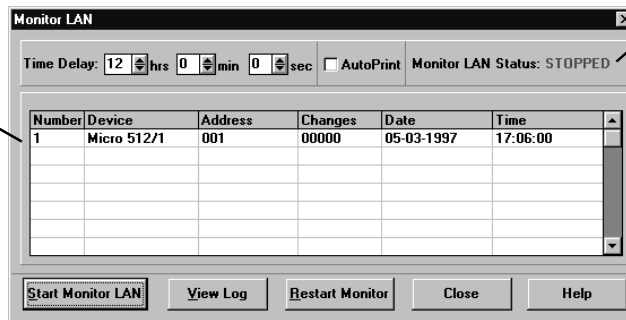 Monitor LAN
Time Delay: 12 hrs 0 min 0 sec AutoPrint Monitor LAN Status: STOPPED
Number Device Address Changes Date Time
1 Micro 512/1 001 00000 05-03-1997 17:06:00
Start Monitor LAN View Log Restart Monitor Close Help